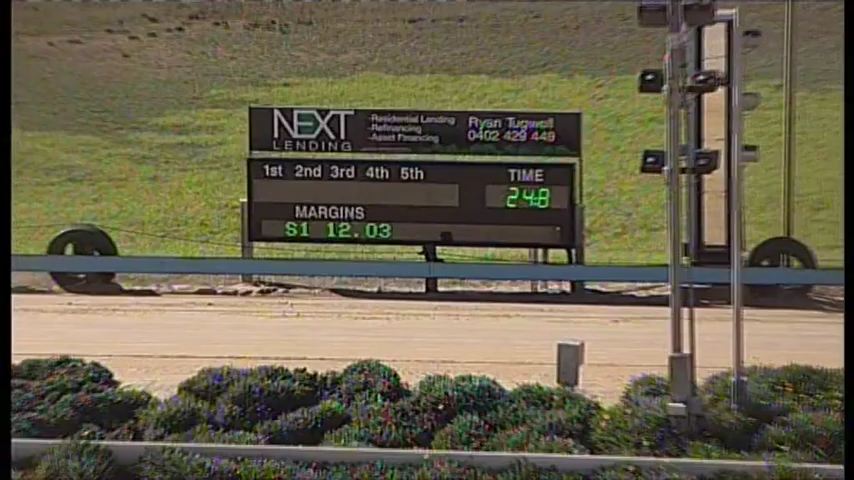 NEXT
LENDING
-Residential Lending
-Refinancing
-Asset Financing
Ryan Tugwell
0402 429 448
1st 2nd 3rd 4th 5th
TIME
24:8
MARGINS
S1 12.03